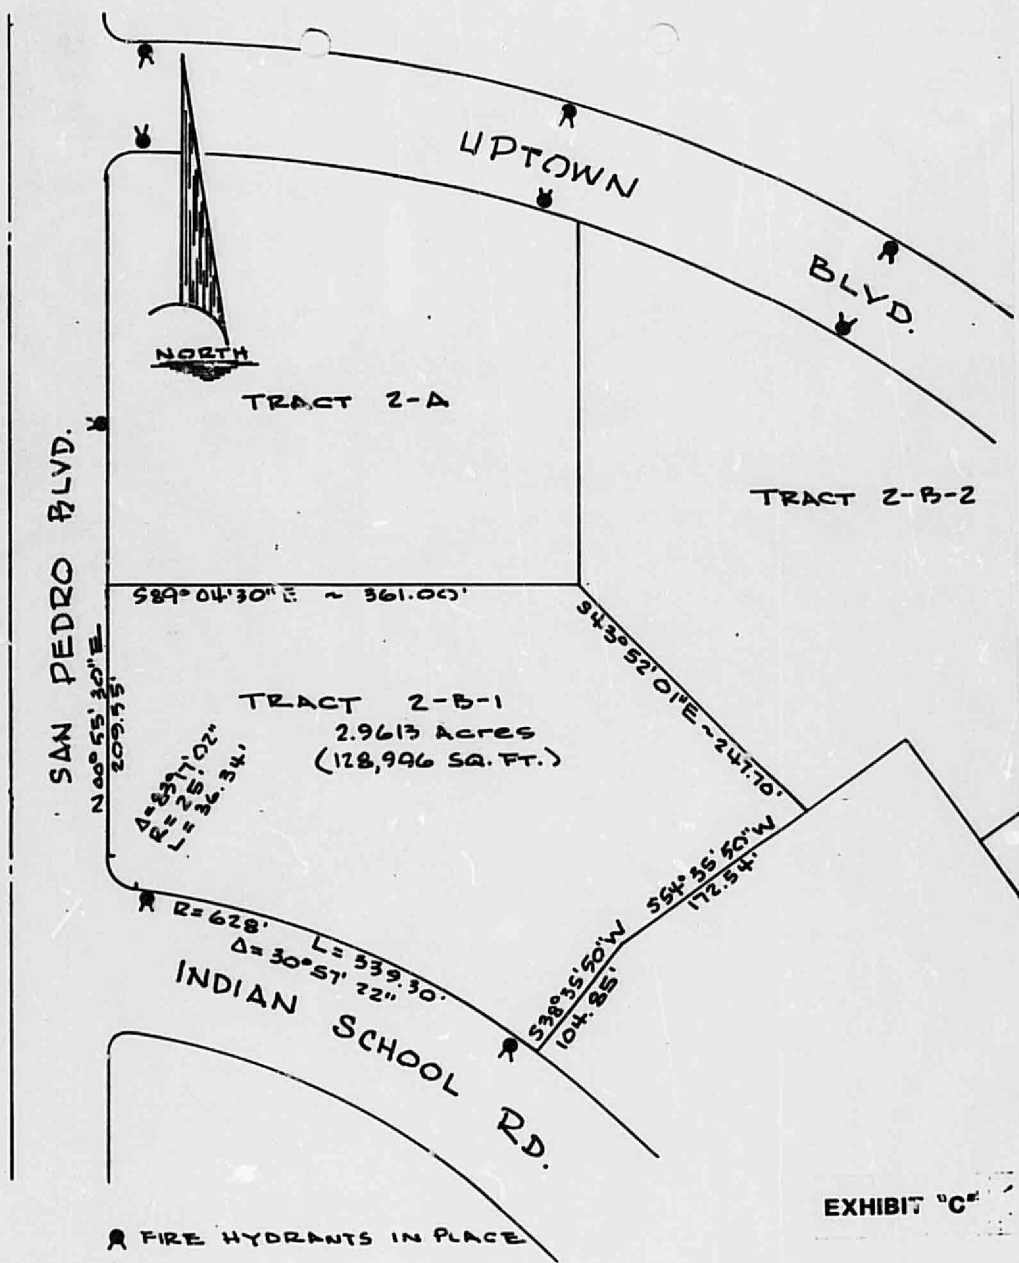 UPTOWN
BLVD.
NORTH
TRACT 2-A
SAN PEDRO BLVD.
TRACT 2-B-2
S89°04'30"E ~ 361.00'
S43°52'01"E ~ 247.70'
N00°55'30"E
209.55'
TRACT 2-B-1
2.9613 Acres
(128,996 SQ. FT.)
Δ=83°17'02"
R = 25'
L = 36.34'
S54°35'50"W
172.54'
S38°35'50"W
104.85'
R=628'
L=339.30'
Δ=30°57'22"
INDIAN SCHOOL RD.
EXHIBIT "C"
FIRE HYDRANTS IN PLACE